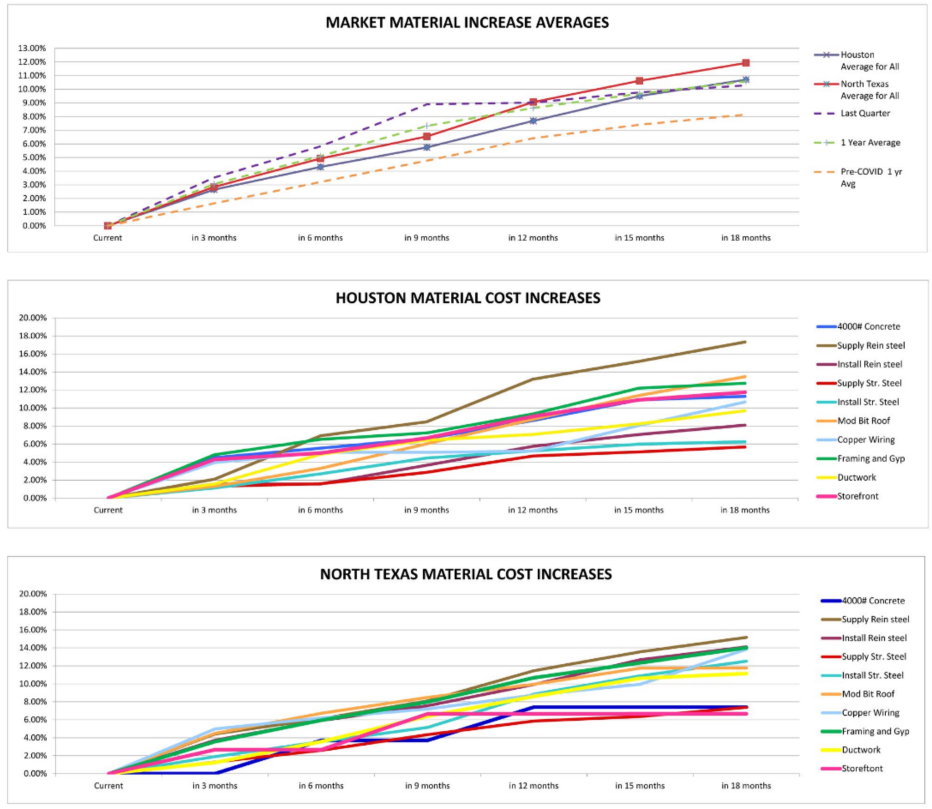 MARKET MATERIAL INCREASE AVERAGES
13.00%
12.00%
11.00%
10.00%
9.00%
8.00%
7.00%
6.00%
5.00%
4.00%
3.00%
2.00%
1.00%
0.00%
Current
in 3 months
in 6 months
in 9 months
in 12 months
in 15 months
in 18 months
Houston
Average for All
North Texas
Average for All
Last Quarter
1 Year Average
Pre-COVID 1 yr
Avg
HOUSTON MATERIAL COST INCREASES
20.00%
18.00%
16.00%
14.00%
12.00%
10.00%
8.00%
6.00%
4.00%
2.00%
0.00%
Current
in 3 months
in 6 months
in 9 months
in 12 months
in 15 months
in 18 months
4000# Concrete
Supply Rein steel
Install Rein steel
Supply Str. Steel
Install Str. Steel
Mod Bit Roof
Copper Wiring
Framing and Gyp
Ductwork
Storefront
NORTH TEXAS MATERIAL COST INCREASES
20.00%
18.00%
16.00%
14.00%
12.00%
10.00%
8.00%
6.00%
4.00%
2.00%
0.00%
Current
in 3 months
in 6 months
in 9 months
in 12 months
in 15 months
in 18 months
4000# Concrete
Supply Rein steel
Install Rein steel
Supply Str. Steel
Install Str. Steel
Mod Bit Roof
Copper Wiring
Framing and Gyp
Ductwork
Storeftont